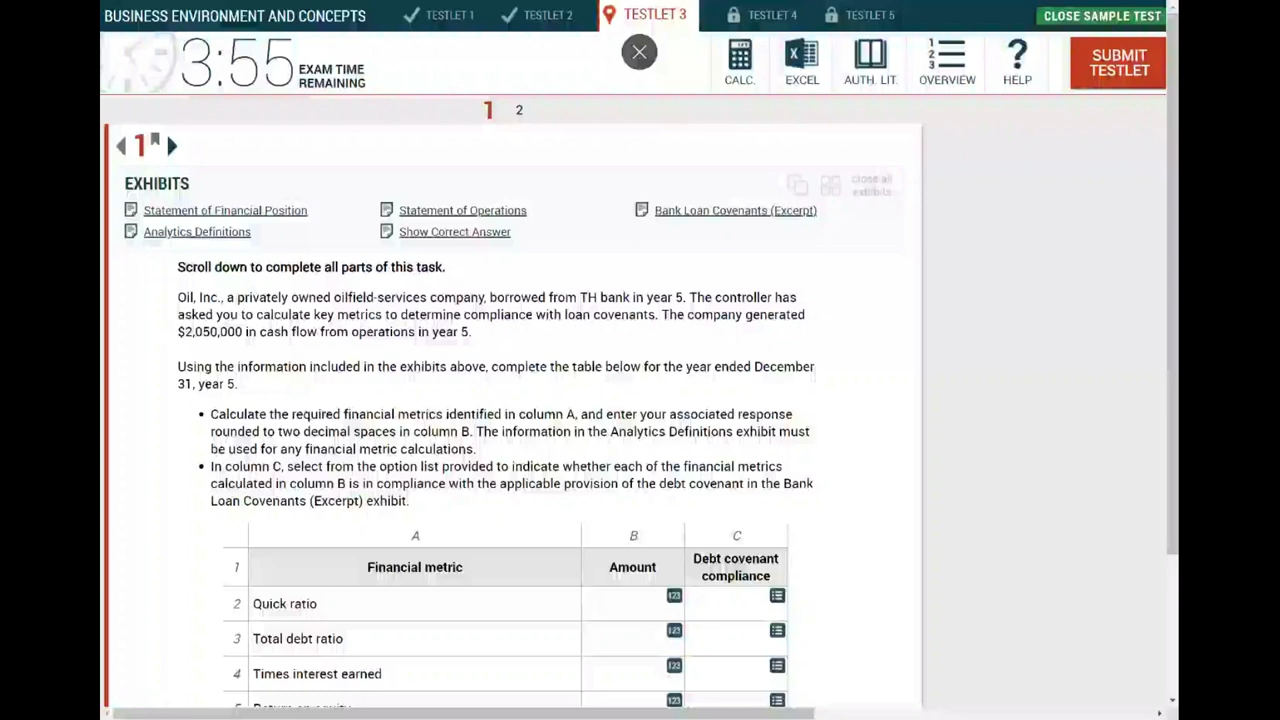 BUSINESS ENVIRONMENT AND CONCEPTS
TESTLET 1
TESTLET 2
TESTLET 3
TESTLET 4
TESTLET 5
CLOSE SAMPLE TEST
3:55
EXAM TIME
REMAINING
CALC.
EXCEL
AUTH. LIT.
1
2
3
OVERVIEW
?
HELP
SUBMIT
TESTLET
1 2
1
EXHIBITS
close all
exhibits
Statement of Financial Position
Statement of Operations
Bank Loan Covenants (Excerpt)
Analytics Definitions
Show Correct Answer
Scroll down to complete all parts of this task.
Oil, Inc., a privately owned oilfield-services company, borrowed from TH bank in year 5. The controller has
asked you to calculate key metrics to determine compliance with loan covenants. The company generated
$2,050,000 in cash flow from operations in year 5.
Using the information included in the exhibits above, complete the table below for the year ended December
31, year 5.
• Calculate the required financial metrics identified in column A, and enter your associated response
rounded to two decimal spaces in column B. The information in the Analytics Definitions exhibit must
be used for any financial metric calculations.
• In column C, select from the option list provided to indicate whether each of the financial metrics
calculated in column B is in compliance with the applicable provision of the debt covenant in the Bank
Loan Covenants (Excerpt) exhibit.
A B C
1 Financial metric Amount Debt covenant
compliance
2 Quick ratio 123
3 Total debt ratio 123
4 Times interest earned 123
123